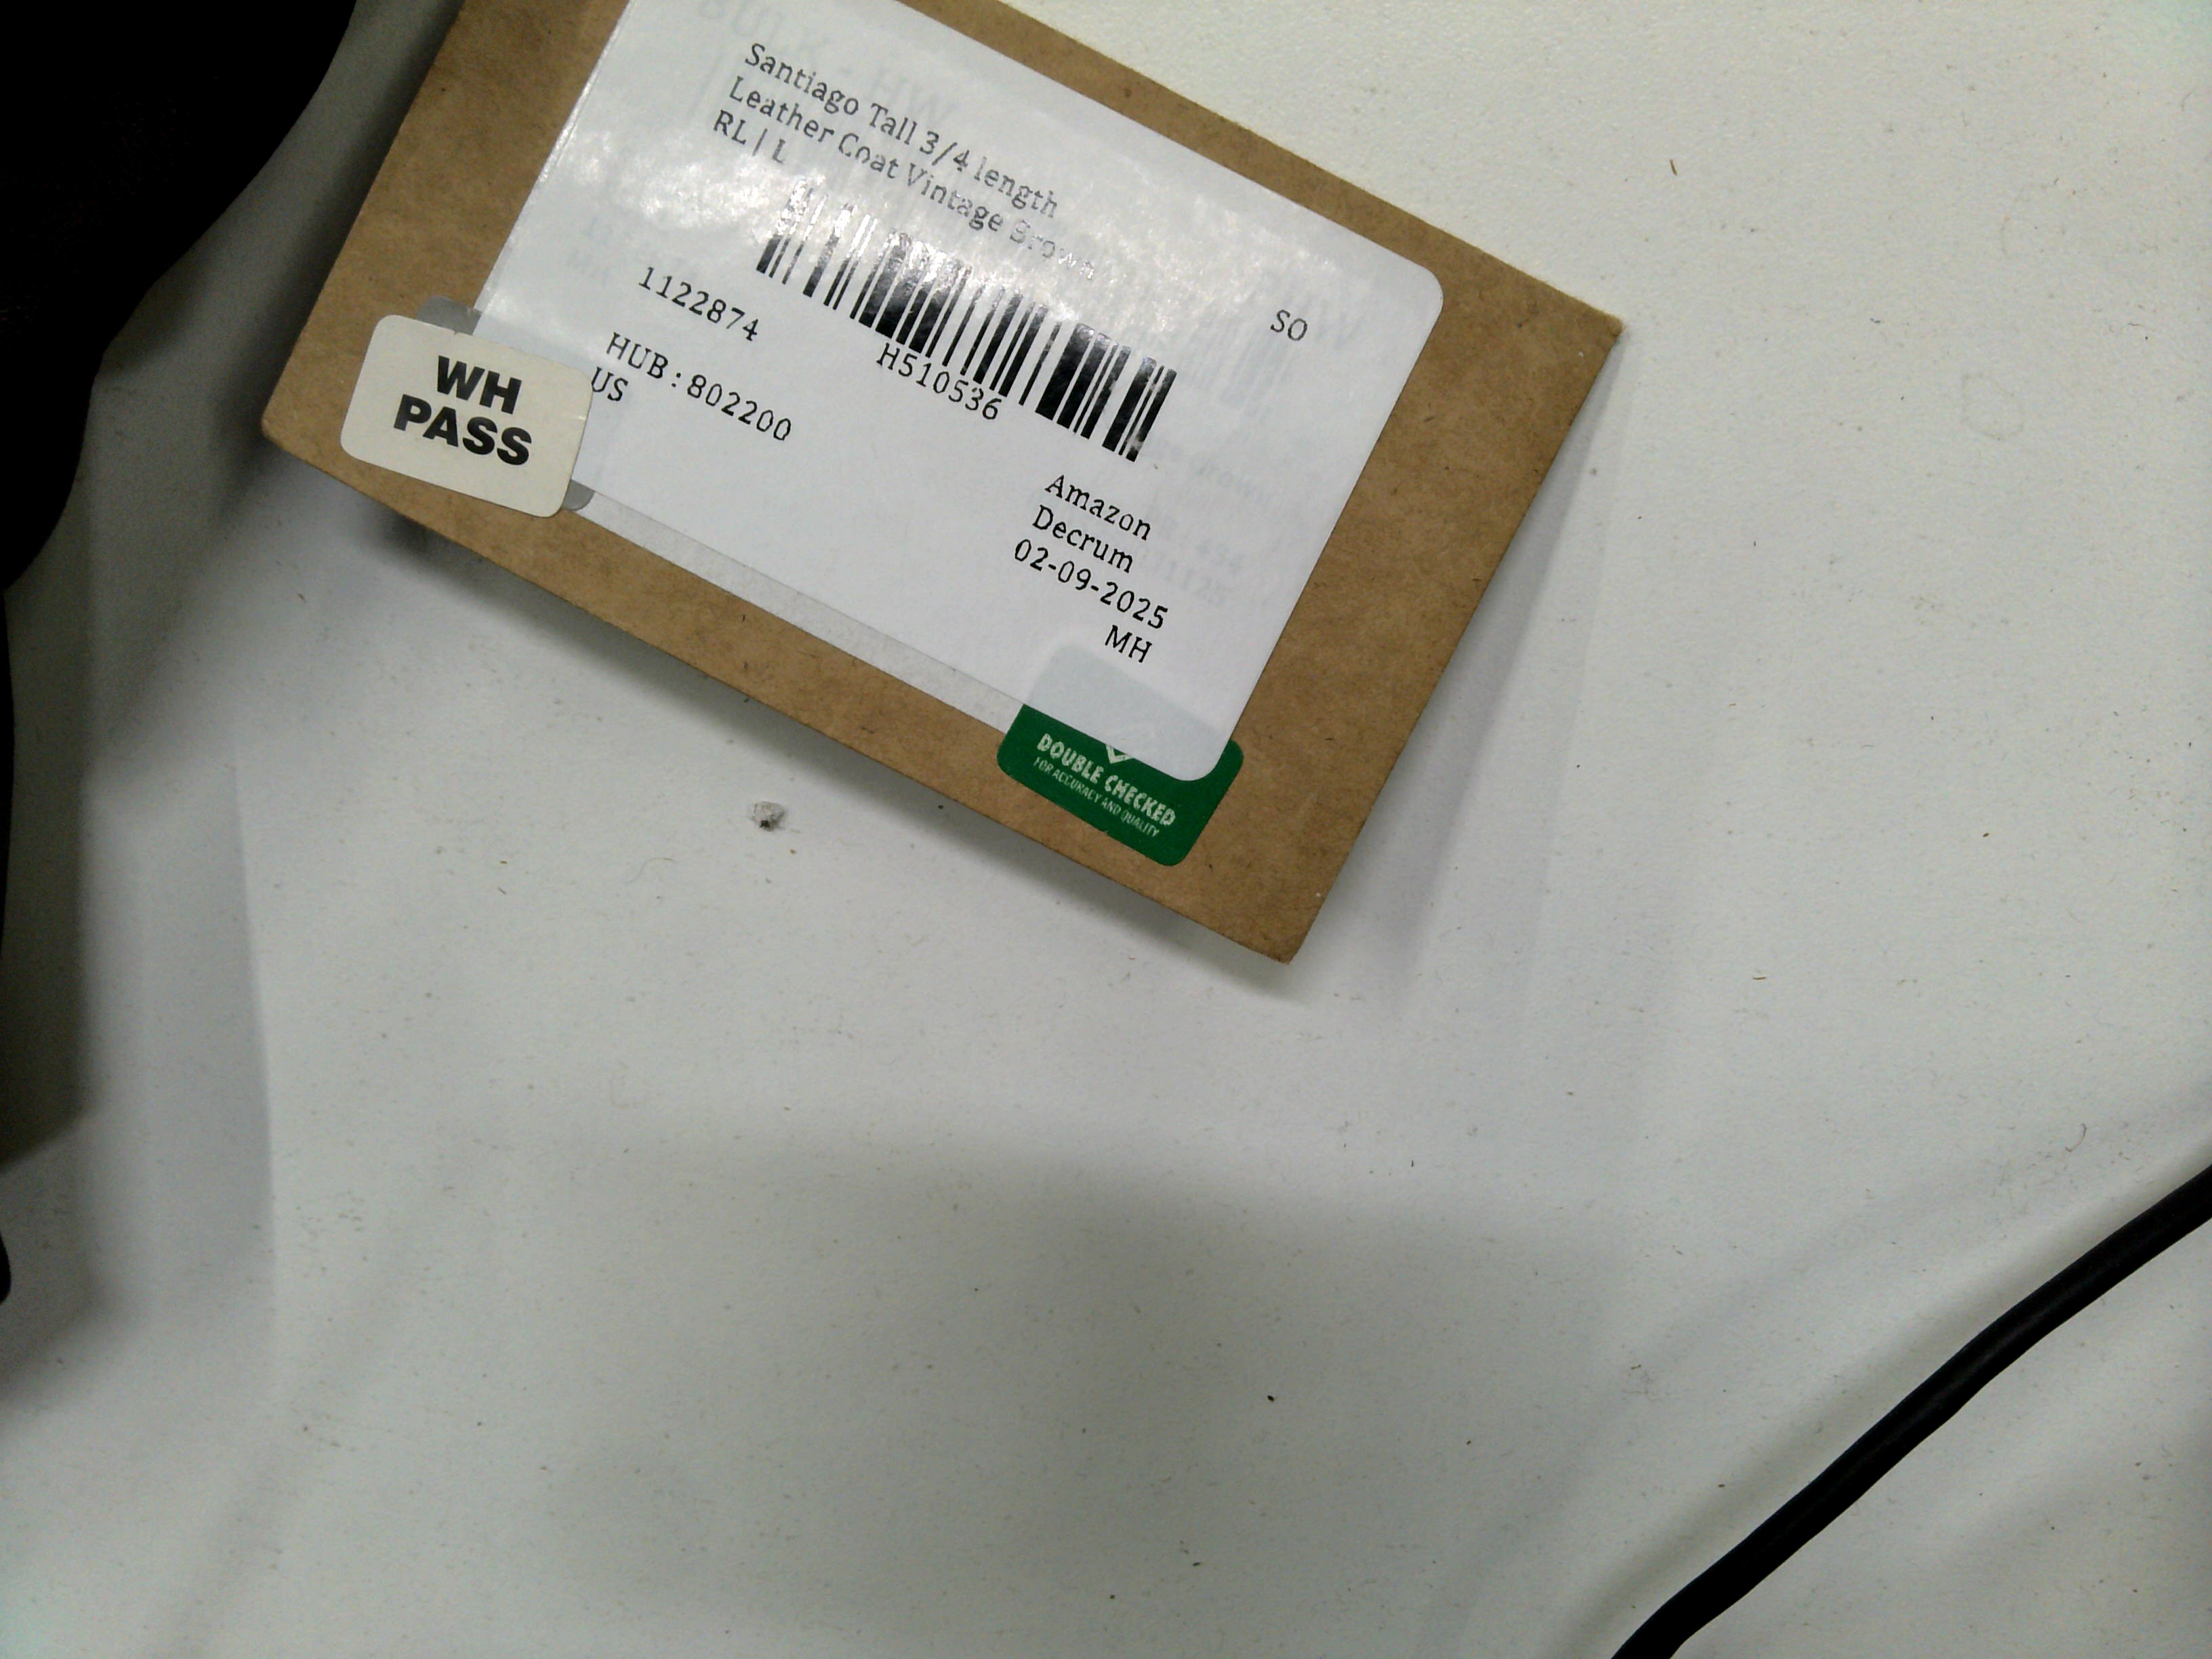 Santiago Tall 3/4 length
Leather Coat Vintage Brown
RL | L
SO
1122874
H510536
HUB:802200
US
Amazon
Decrum
02-09-2025
MH
WH
PASS
DOUBLE CHECKED
FOR ACCURACY AND QUALITY